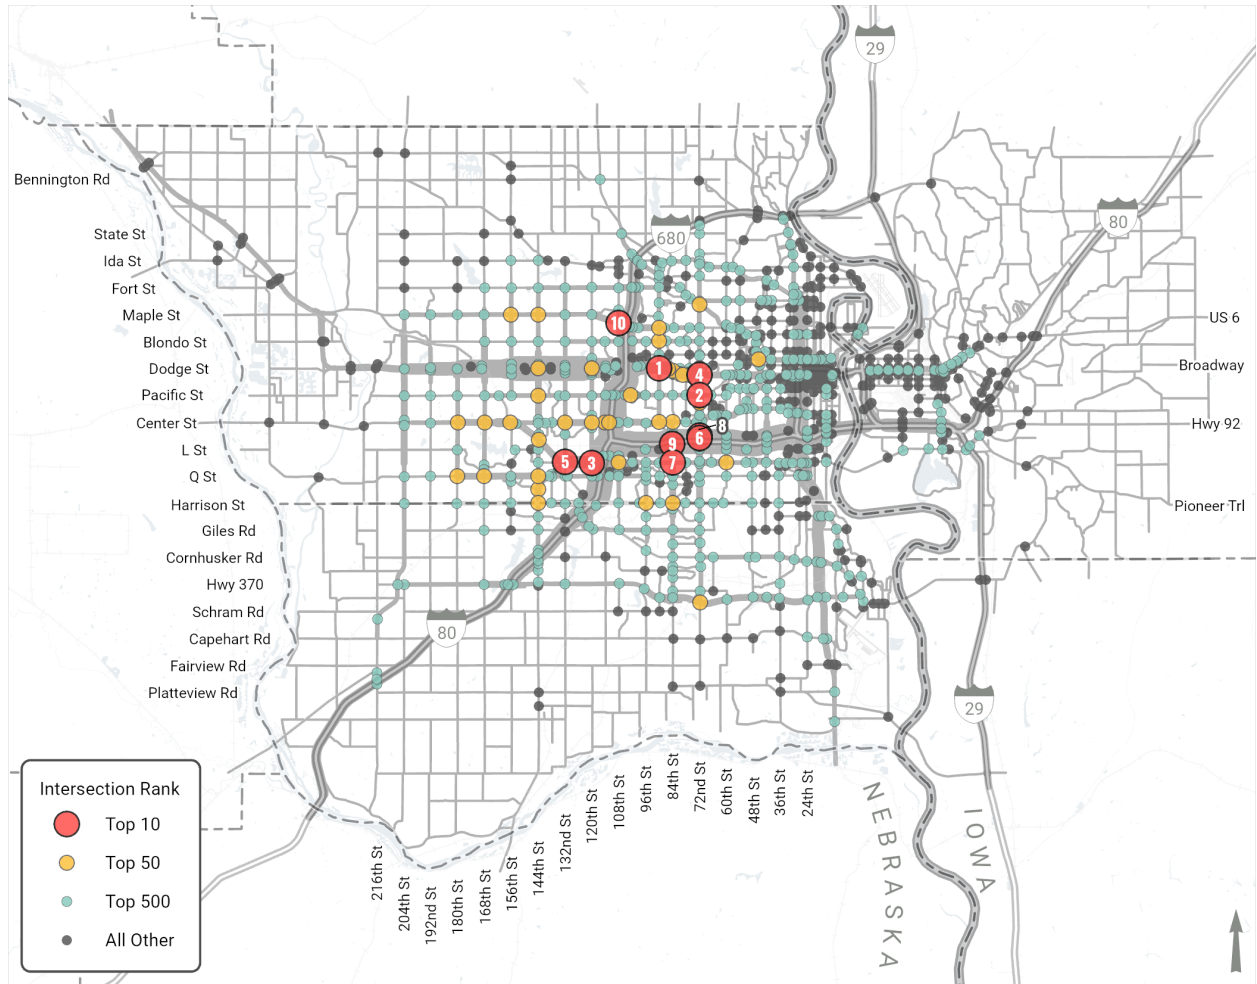 29
Bennington Rd
80
State St
680
Ida St
Fort St
Maple St
10
US 6
Blondo St
Dodge St
1
4
Broadway
Pacific St
2
Center St
8
Hwy 92
9
6
L St
5
3
7
Q St
Harrison St
Pioneer Trl
Giles Rd
Cornhusker Rd
Hwy 370
Schram Rd
80
Capehart Rd
Fairview Rd
Platteview Rd
29
216th St
204th St
192nd St
180th St
168th St
156th St
144th St
132nd St
120th St
108th St
96th St
84th St
72nd St
60th St
48th St
36th St
24th St
NEBRASKA
IOWA
Intersection Rank
Top 10
Top 50
Top 500
All Other